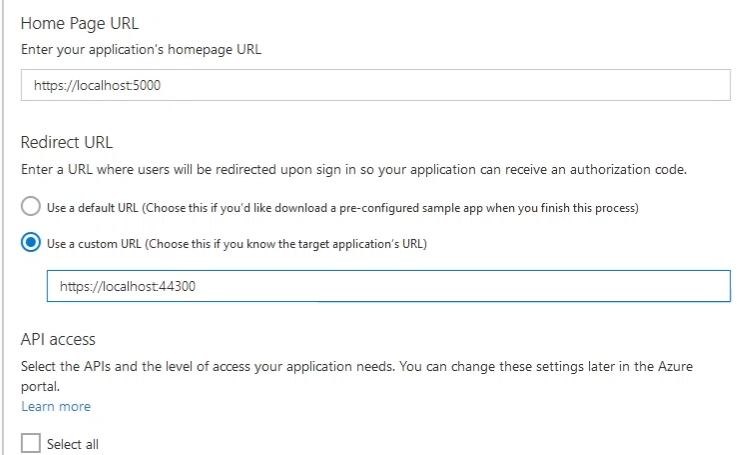 Home Page URL
Enter your application's homepage URL
https://localhost:5000
Redirect URL
Enter a URL where users will be redirected upon sign in so your application can receive an authorization code.
Use a default URL (Choose this if you'd like download a pre-configured sample app when you finish this process)
Use a custom URL (Choose this if you know the target application's URL)
https://localhost:44300
API access
Select the APIs and the level of access your application needs. You can change these settings later in the Azure
portal.
Learn more
Select all